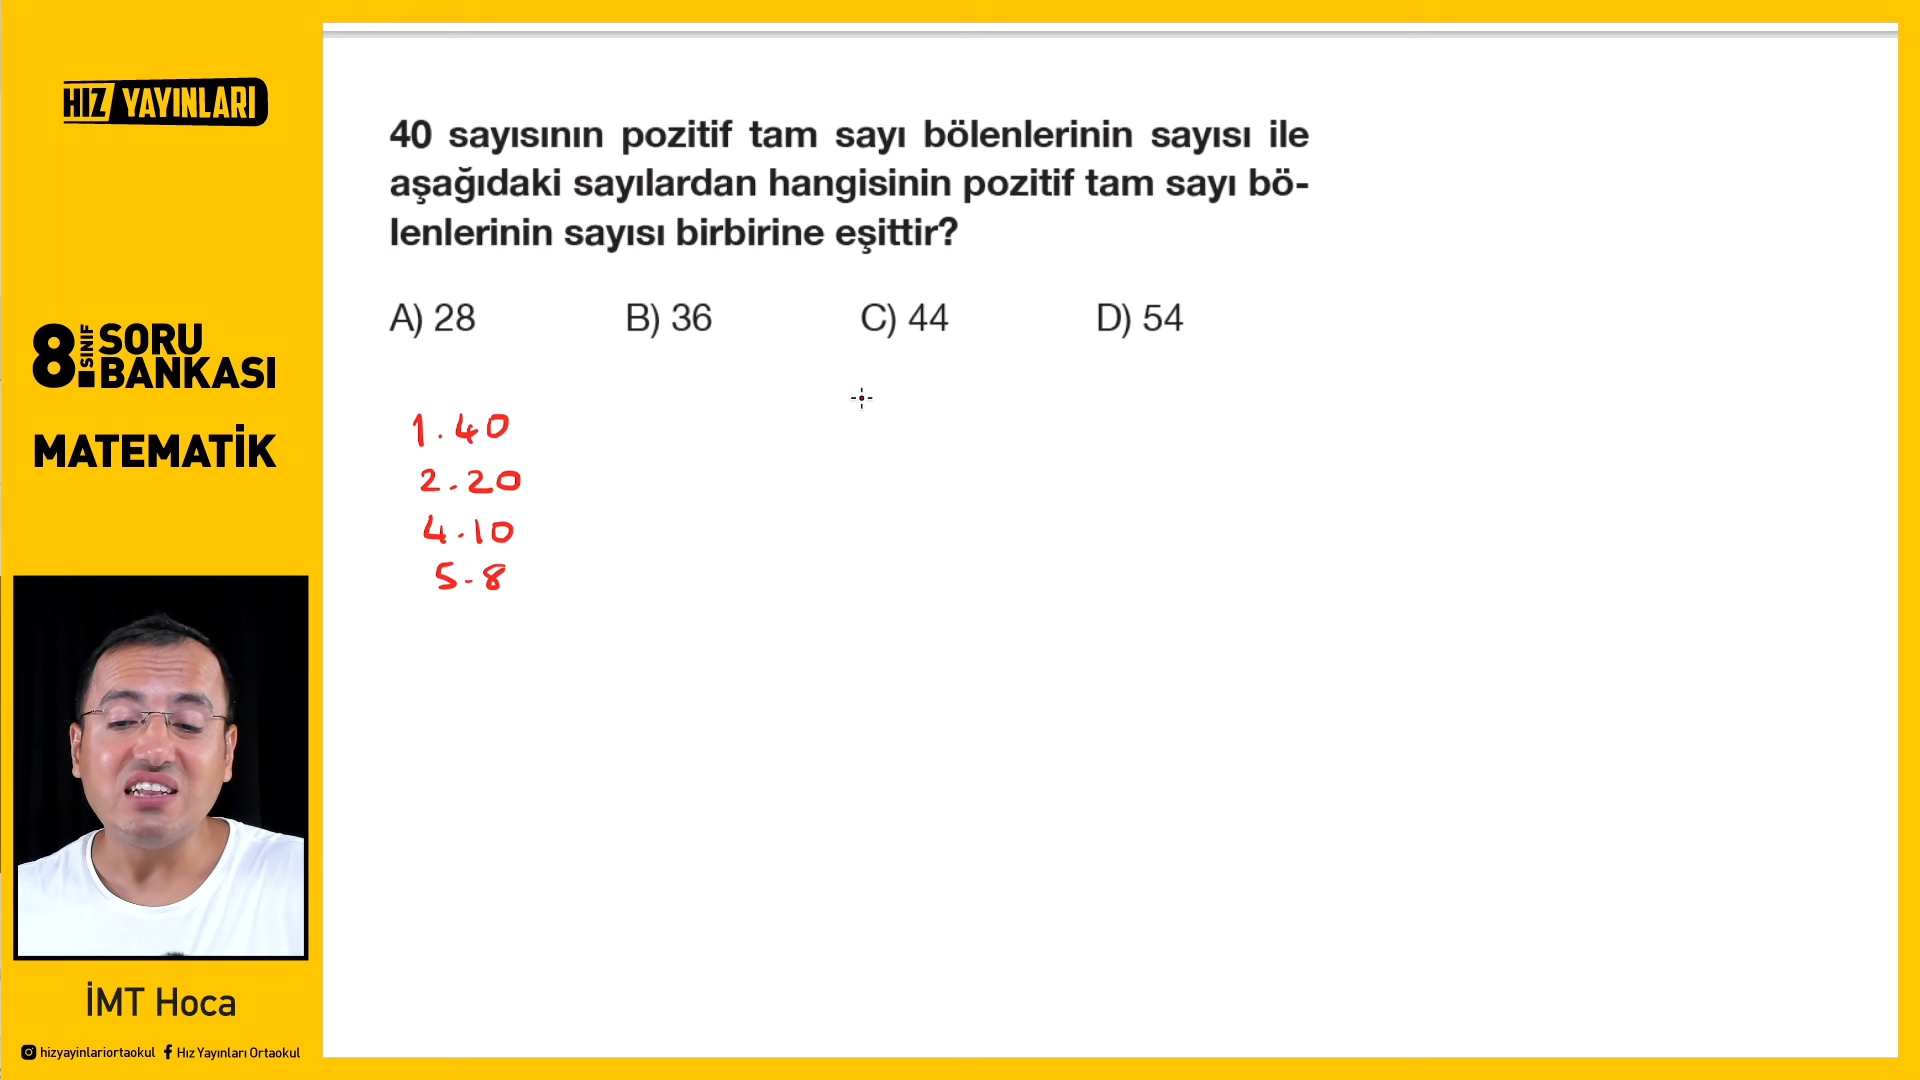 HIZ YAYINLARI
8. SINIF SORU BANKASI
MATEMATİK
40 sayısının pozitif tam sayı bölenlerinin sayısı ile
aşağıdaki sayılardan hangisinin pozitif tam sayı bö-
lenlerinin sayısı birbirine eşittir?
A) 28 B) 36 C) 44 D) 54
1.40
2.20
4.10
5.8
İMT Hoca
hizyayinlariortaokul Hız Yayınları Ortaokul